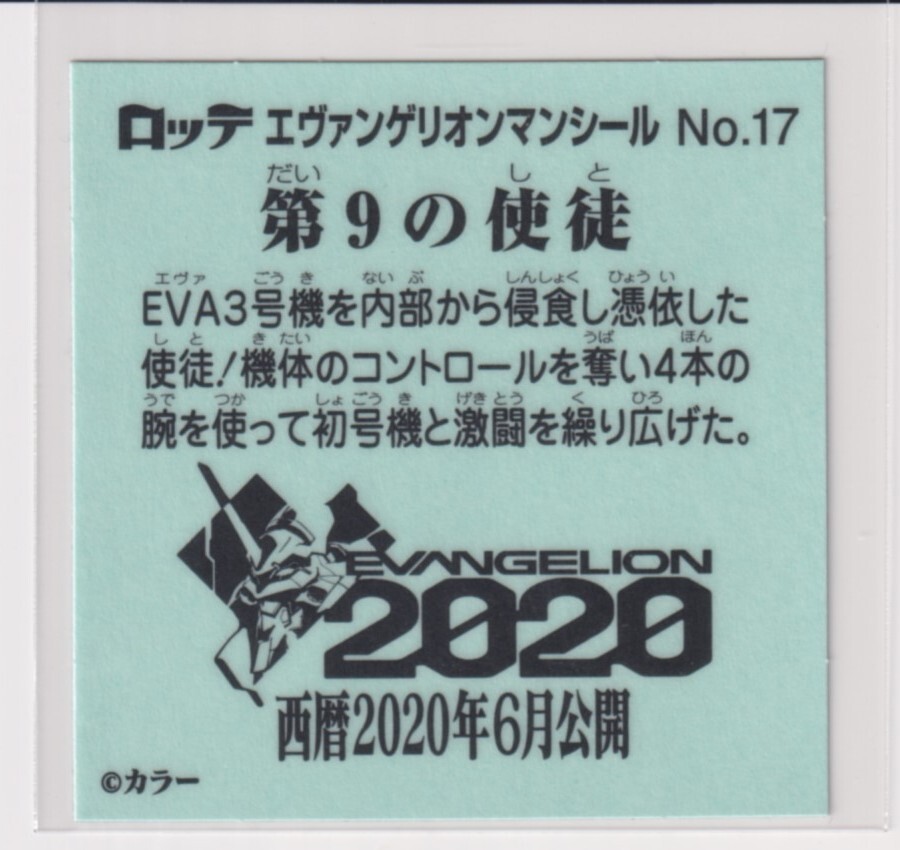 ロッテ エヴァンゲリオンマンシール No.17
だい し と
第9の使徒
エヴァ ごう き ない ぶ しんしょく ひょう い
EVA3号機を内部から侵食し憑依した
し と き たい うば ほん
使徒!機体のコントロールを奪い4本の
うで つか しょ ごう き げき とう く ひろ
腕を使って初号機と激闘を繰り広げた。
EVANGELION
2020
西暦2020年6月公開
©カラー